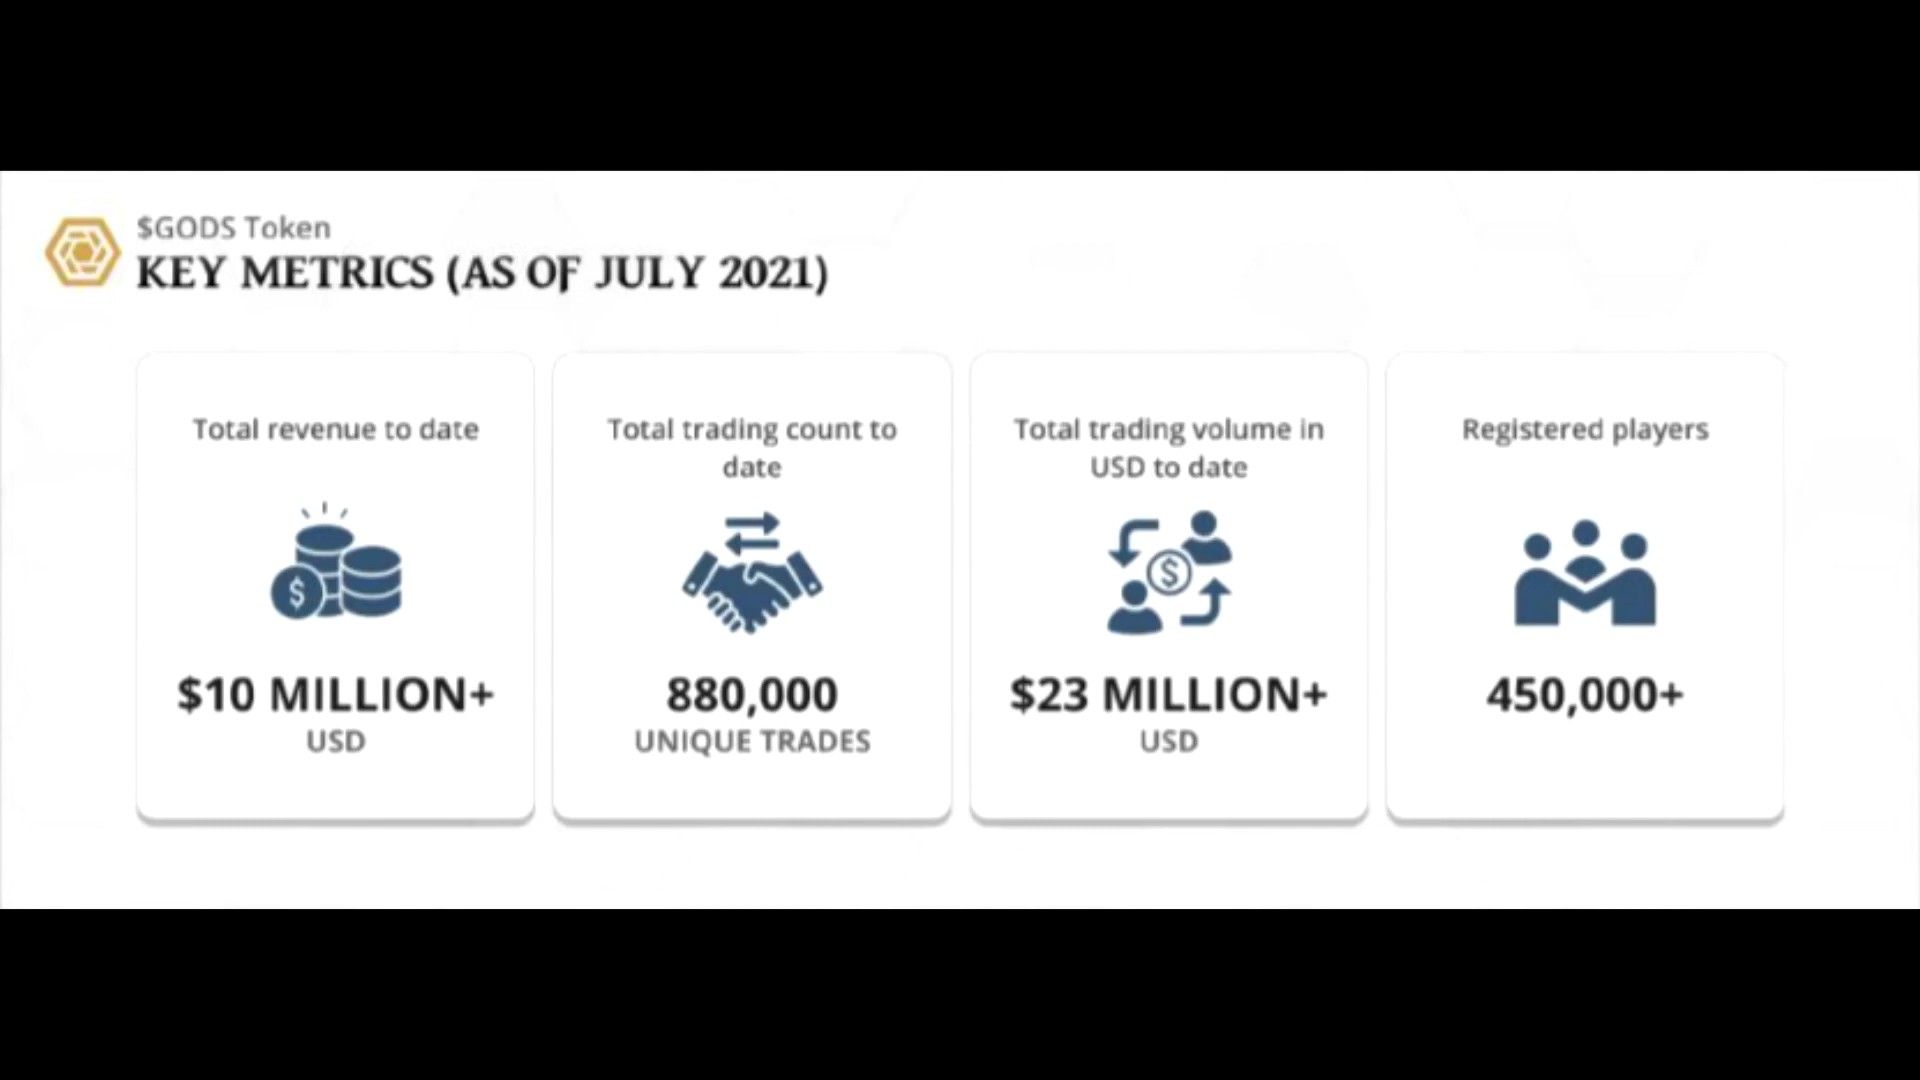 $GODS Token
KEY METRICS (AS OF JULY 2021)
Total revenue to date
$
$10 MILLION+
USD
Total trading count to
date
880,000
UNIQUE TRADES
Total trading volume in
USD to date
$
$23 MILLION+
USD
Registered players
450,000+